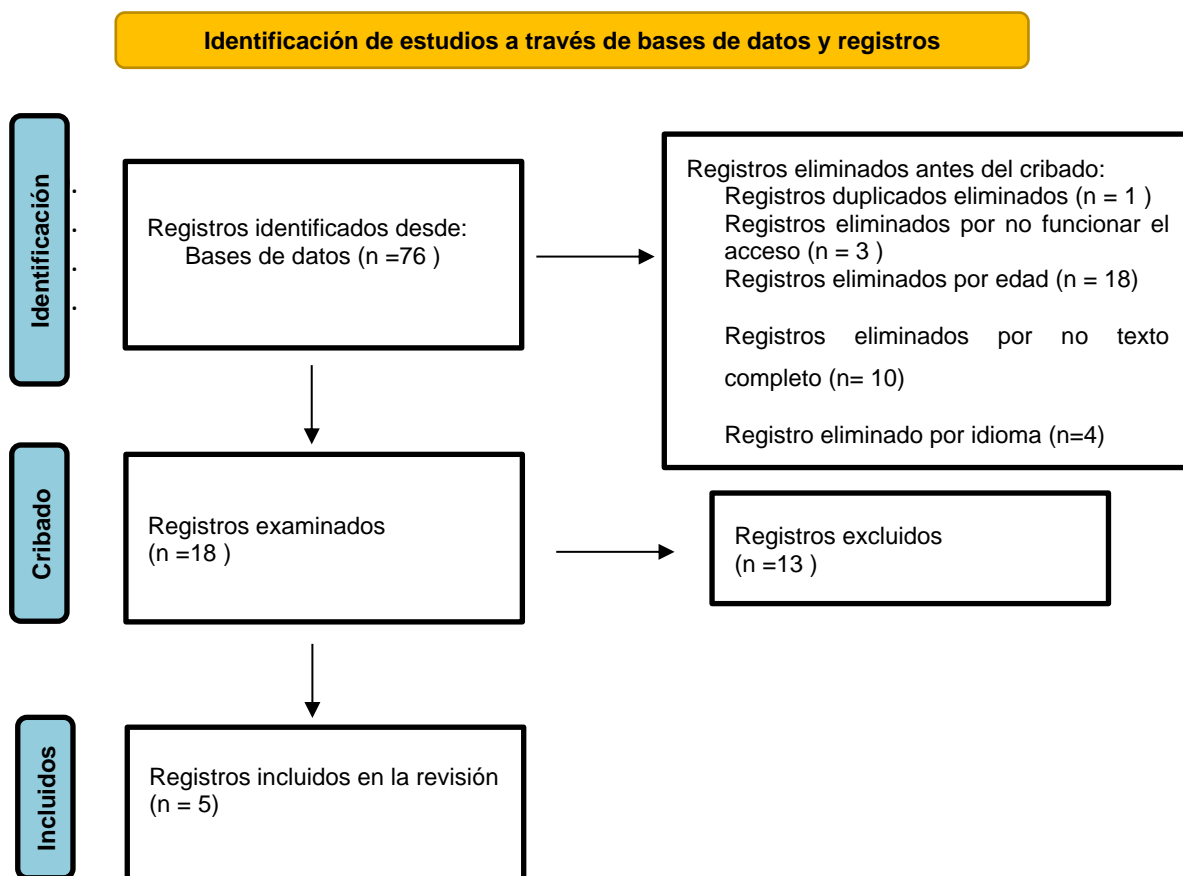 Identificación de estudios a través de bases de datos y registros
Identificación
Registros identificados desde:
Bases de datos (n =76 )
Registros eliminados antes del cribado:
Registros duplicados eliminados (n = 1 )
Registros eliminados por no funcionar el
acceso (n = 3 )
Registros eliminados por edad (n = 18)
Registros eliminados por no texto
completo (n= 10)
Registro eliminado por idioma (n=4)
Cribado
Registros examinados
(n =18 )
Registros excluidos
(n =13 )
Incluidos
Registros incluidos en la revisión
(n = 5)